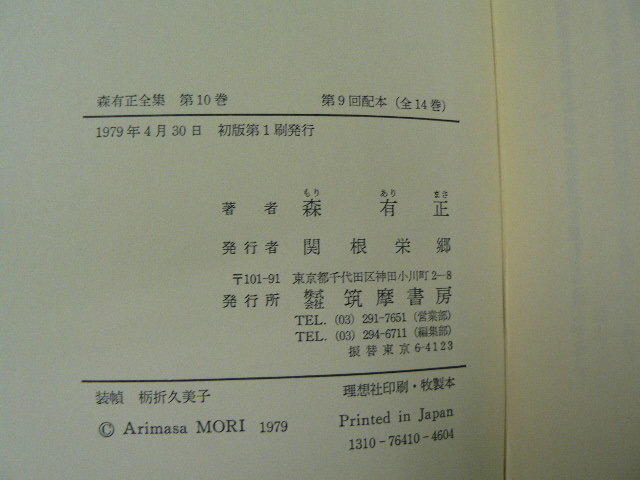 森有正全集 第10巻 第9回配本(全14巻)
1979年4月30日 初版第1刷発行
もり あり まさ
著者 森有正
発行者 関根栄郷
〒101-91 東京都千代田区神田小川町2-8
発行所 株式会社 筑摩書房
TEL. (03) 291-7651(営業部)
TEL. (03) 294-6711(編集部)
振替東京6-4123
装幀 栃折久美子 理想社印刷・牧製本
© Arimasa MORI 1979 Printed in Japan
1310-76410-4604